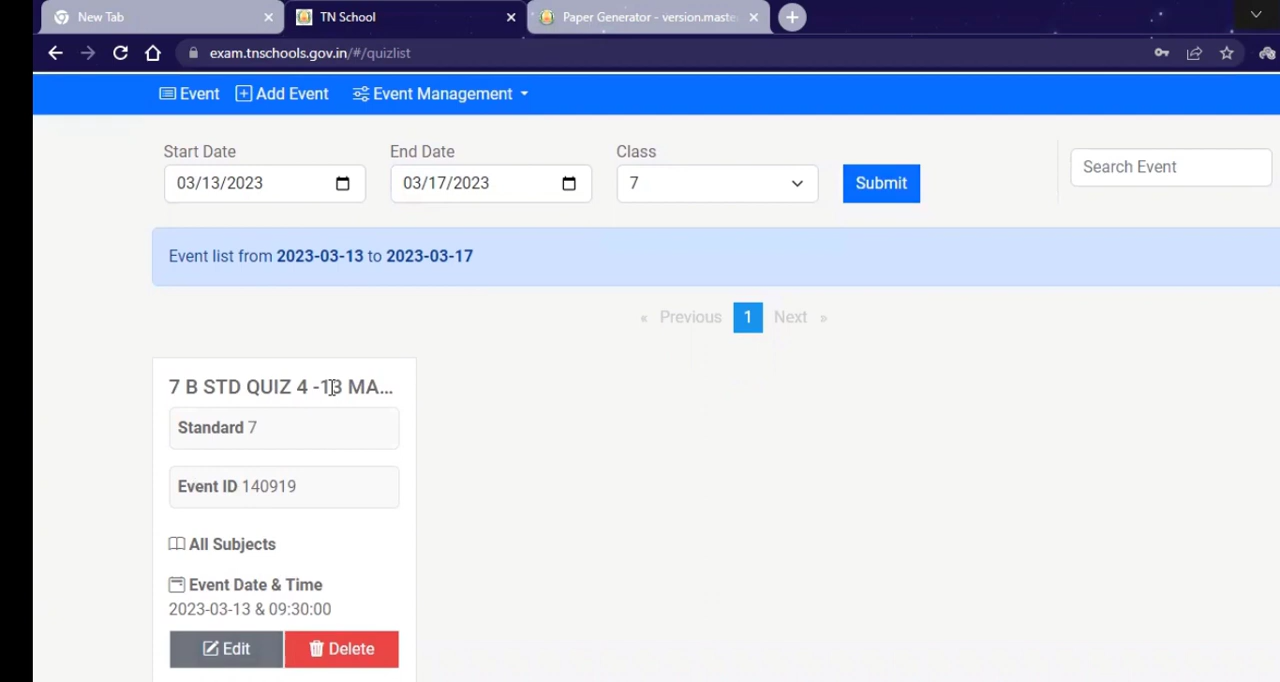 New Tab
TN School
Paper Generator - version.maste
exam.tnschools.gov.in/#/quizlist
Event
Add Event
Event Management
Start Date
End Date
Class
03/13/2023
03/17/2023
7
Submit
Search Event
Event list from 2023-03-13 to 2023-03-17
« Previous 1 Next »
7 B STD QUIZ 4 -13 MA...
Standard 7
Event ID 140919
All Subjects
Event Date & Time
2023-03-13 & 09:30:00
Edit
Delete